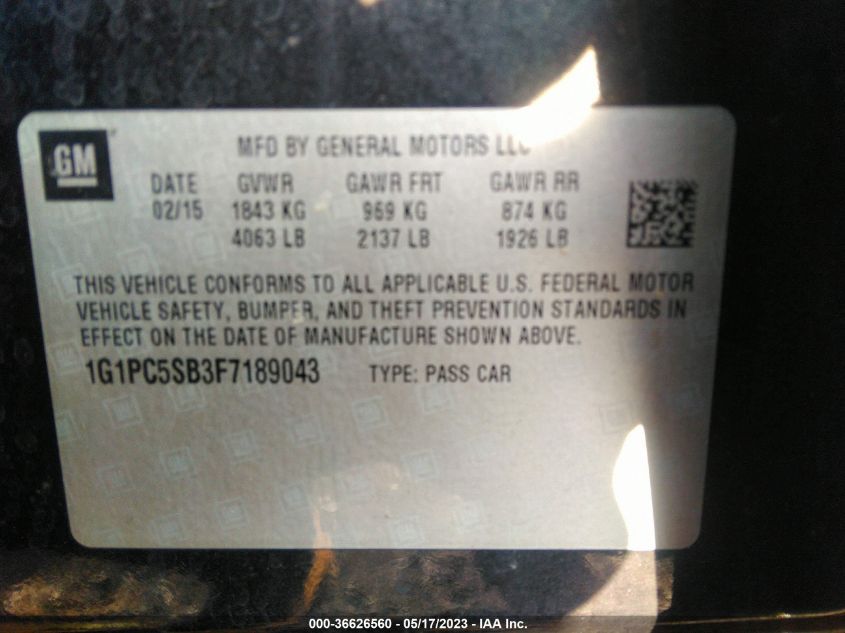 GM
MFD BY GENERAL MOTORS LLC
DATE GVWR GAWR FRT GAWR RR
02/15 1843 KG 969 KG 874 KG
4063 LB 2137 LB 1926 LB
THIS VEHICLE CONFORMS TO ALL APPLICABLE U.S. FEDERAL MOTOR
VEHICLE SAFETY, BUMPER, AND THEFT PREVENTION STANDARDS IN
EFFECT ON THE DATE OF MANUFACTURE SHOWN ABOVE.
1G1PC5SB3F7189043 TYPE: PASS CAR
000-36626560 - 05/17/2023 - IAA Inc.